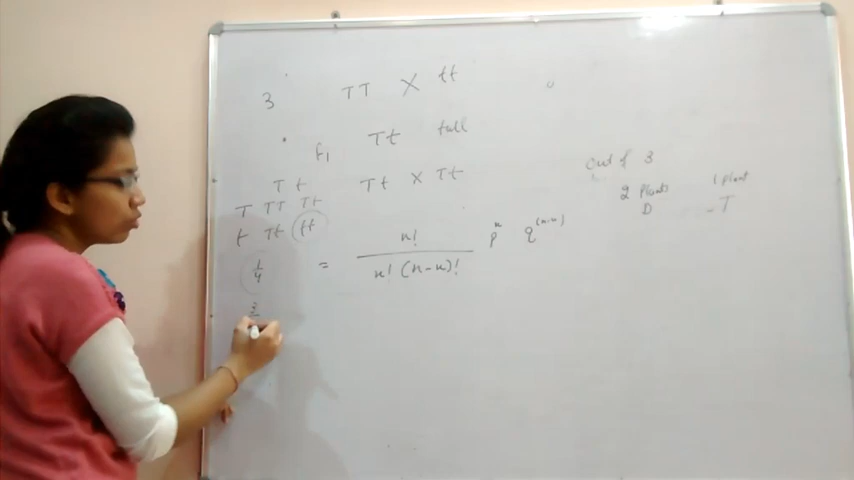 3 TT X tt
F1 Tt tall
Tt X Tt
T t
T TT Tt
t Tt tt
1/4
3
= n! / x! (n-x)! p^x q^(n-x)
Out of 3
2 plants 1 plant
D - T